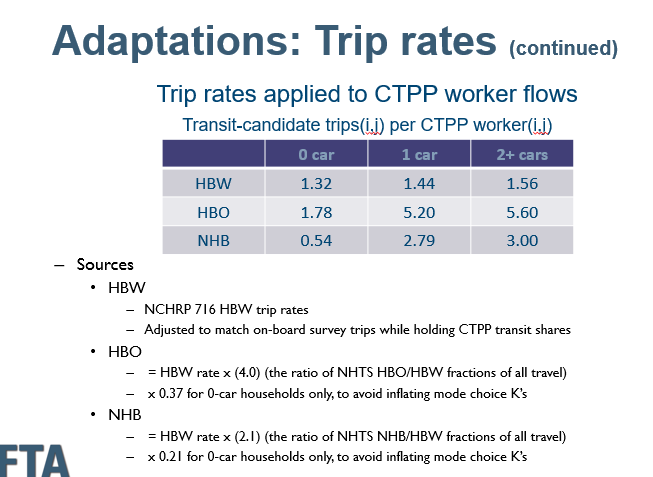 Adaptations: Trip rates (continued)
Trip rates applied to CTPP worker flows
Transit-candidate trips(i,j) per CTPP worker(i,j)
0 car 1 car 2+ cars
HBW 1.32 1.44 1.56
HBO 1.78 5.20 5.60
NHB 0.54 2.79 3.00
– Sources
• HBW
– NCHRP 716 HBW trip rates
– Adjusted to match on-board survey trips while holding CTPP transit shares
• HBO
– = HBW rate x (4.0) (the ratio of NHTS HBO/HBW fractions of all travel)
– x 0.37 for 0-car households only, to avoid inflating mode choice K's
• NHB
– = HBW rate x (2.1) (the ratio of NHTS NHB/HBW fractions of all travel)
– x 0.21 for 0-car households only, to avoid inflating mode choice K's
FTA